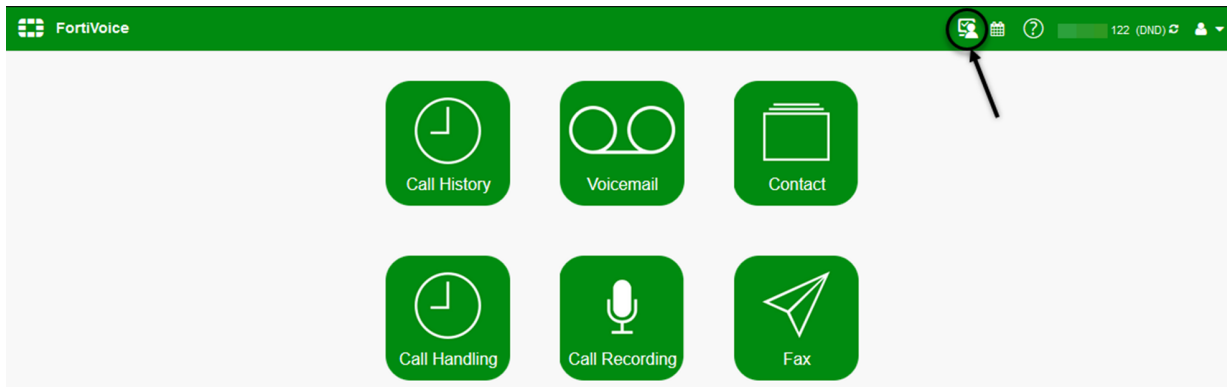 FortiVoice
122 (DND)
Call History
Voicemail
Contact
Call Handling
Call Recording
Fax